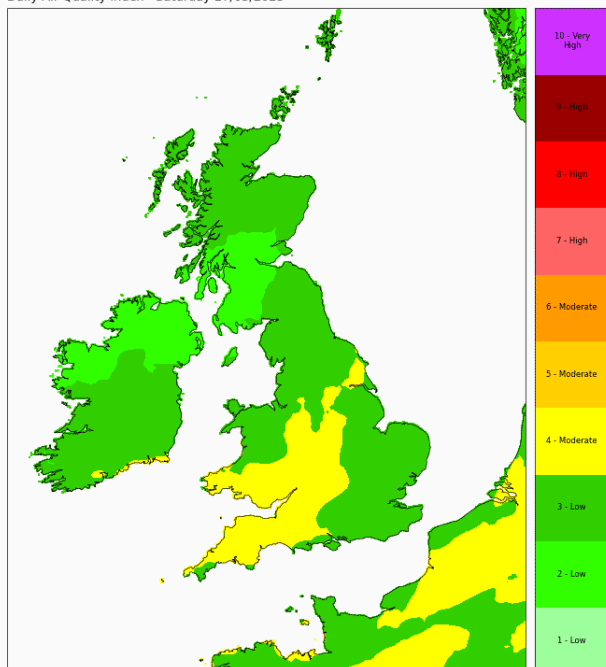 10 - Very
High
9 - High
8 - High
7 - High
6 - Moderate
5 - Moderate
4 - Moderate
3 - Low
2 - Low
1 - Low